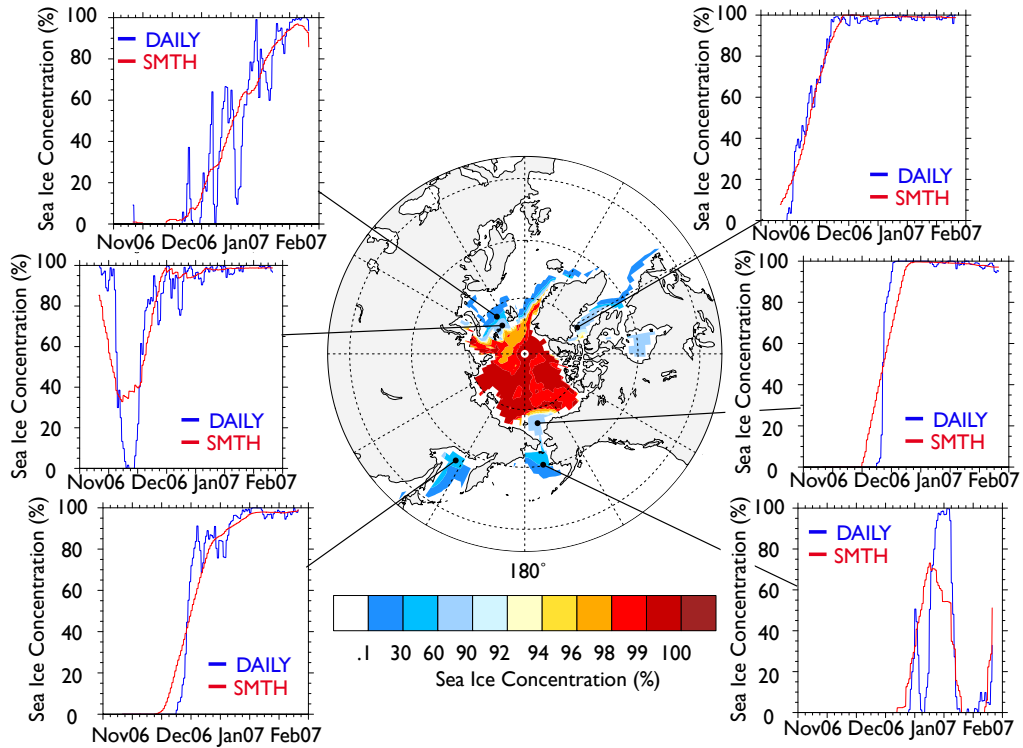 Sea Ice Concentration (%)
100
80
60
40
20
0
DAILY
SMTH
Nov06 Dec06 Jan07 Feb07
Sea Ice Concentration (%)
100
80
60
40
20
0
DAILY
SMTH
Nov06 Dec06 Jan07 Feb07
Sea Ice Concentration (%)
100
80
60
40
20
0
DAILY
SMTH
Nov06 Dec06 Jan07 Feb07
Sea Ice Concentration (%)
100
80
60
40
20
0
DAILY
SMTH
Nov06 Dec06 Jan07 Feb07
Sea Ice Concentration (%)
100
80
60
40
20
0
DAILY
SMTH
Nov06 Dec06 Jan07 Feb07
Sea Ice Concentration (%)
100
80
60
40
20
0
DAILY
SMTH
Nov06 Dec06 Jan07 Feb07
180°
.1 30 60 90 92 94 96 98 99 100
Sea Ice Concentration (%)